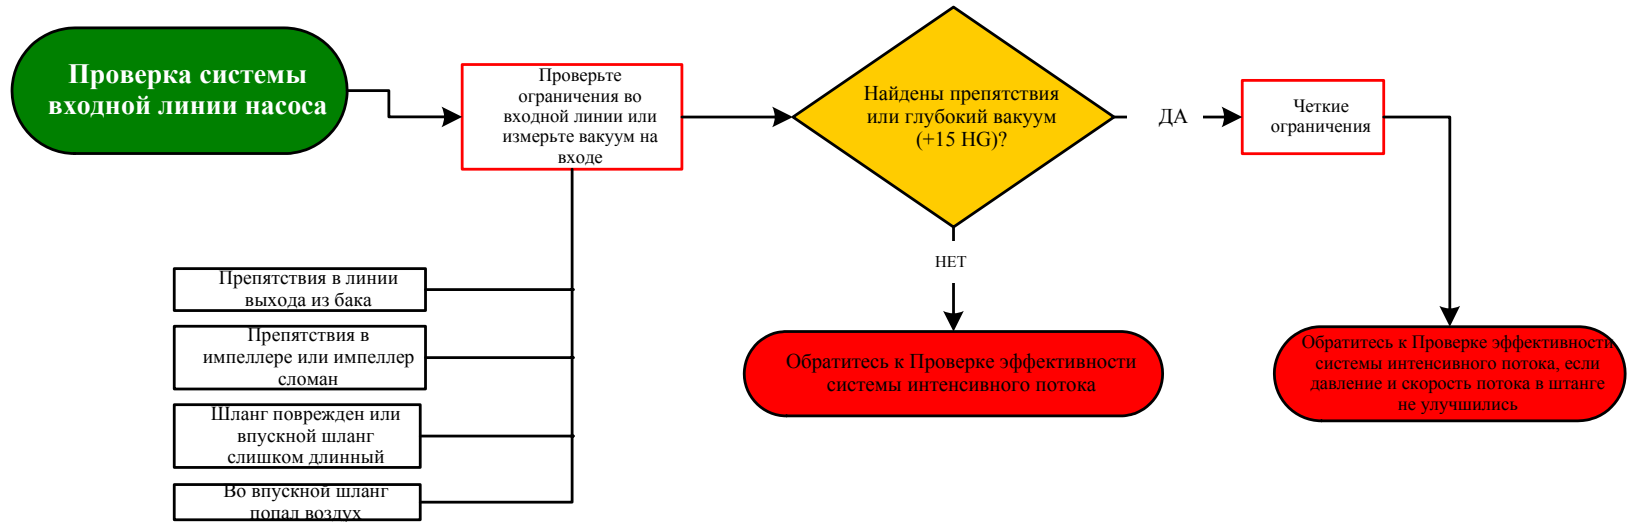 Проверка системы
входной линии насоса
Проверьте
ограничения во
входной линии или
измерьте вакуум на
входе
Найдены препятствия
или глубокий вакуум
(+15 HG)?
ДА
Четкие
ограничения
НЕТ
Препятствия в линии
выхода из бака
Препятствия в
импеллере или импеллер
сломан
Шланг поврежден или
впускной шланг
слишком длинный
Во впускной шланг
попал воздух
Обратитесь к Проверке эффективности
системы интенсивного потока
Обратитесь к Проверке эффективности
системы интенсивного потока, если
давление и скорость потока в штанге
не улучшились